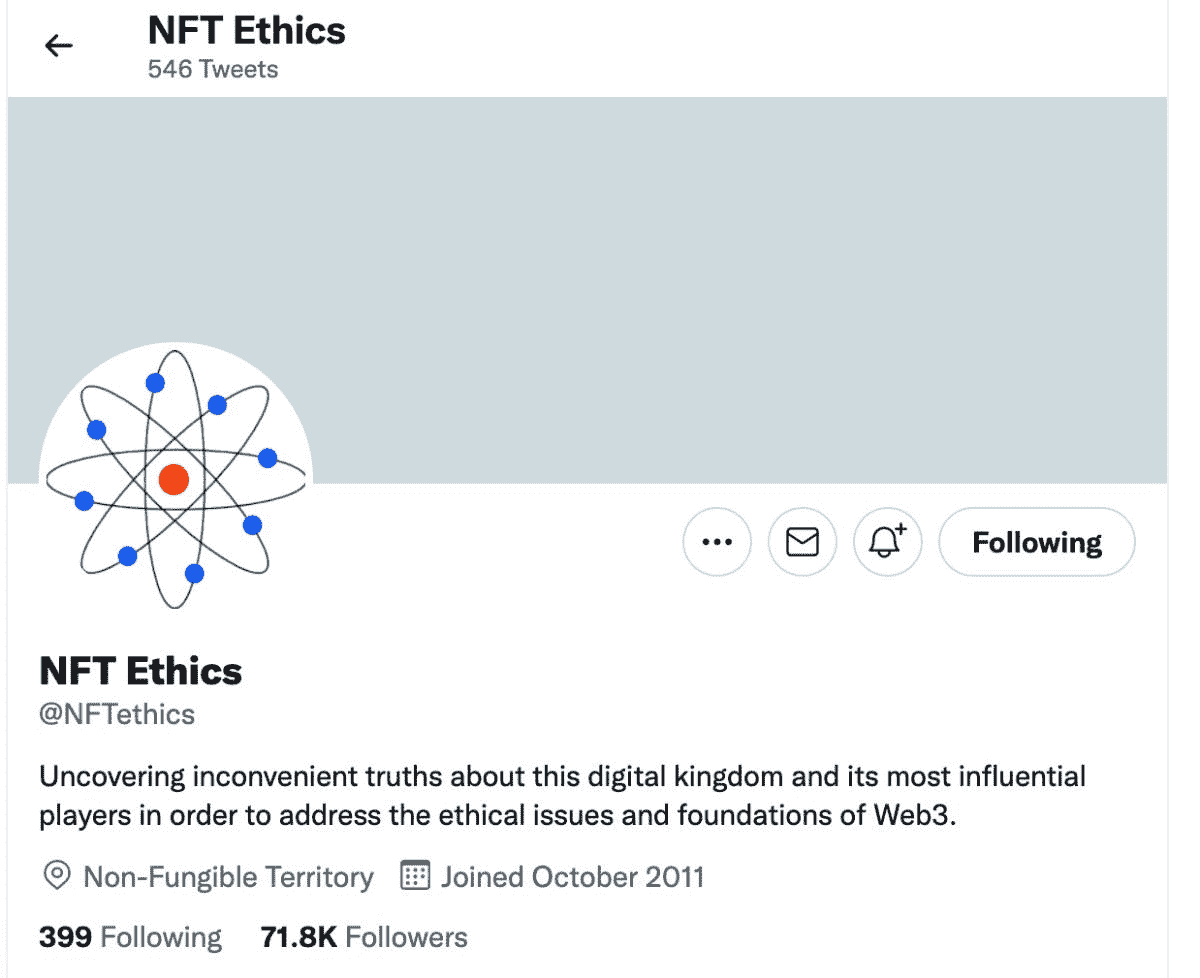 NFT Ethics
546 Tweets
Following
NFT Ethics
@NFTethics
Uncovering inconvenient truths about this digital kingdom and its most influential
players in order to address the ethical issues and foundations of Web3.
Non-Fungible Territory Joined October 2011
399 Following 71.8K Followers